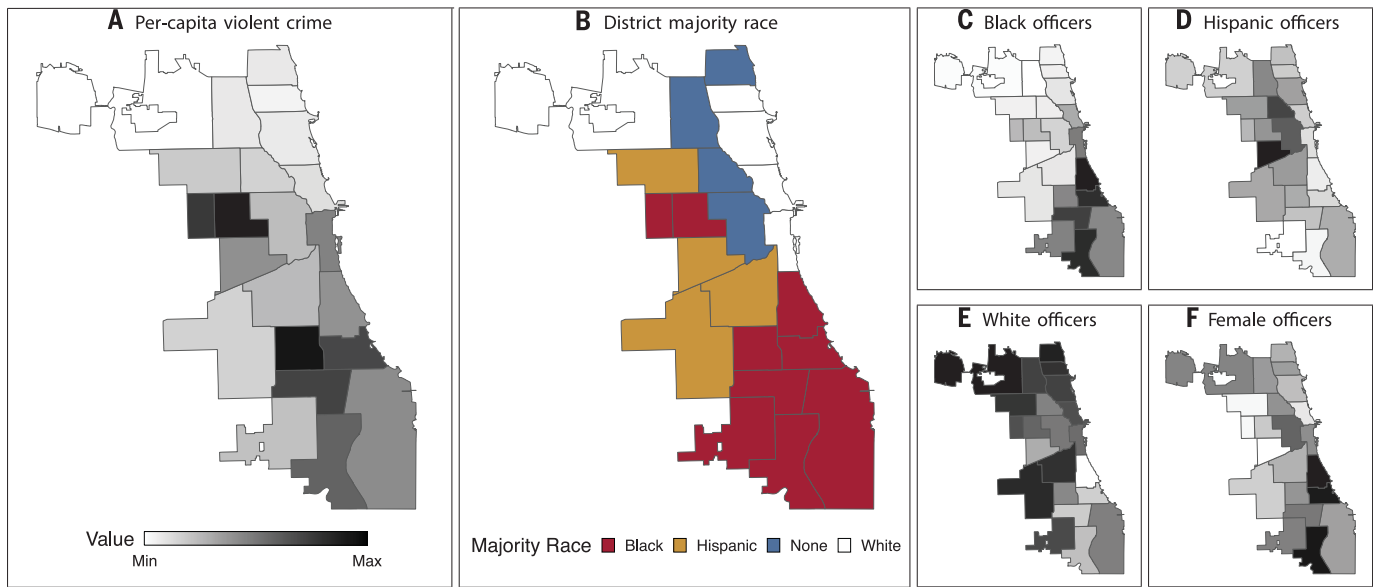 A Per-capita violent crime
B District majority race
C Black officers
D Hispanic officers
E White officers
F Female officers
Value
Min Max
Majority Race Black Hispanic None White